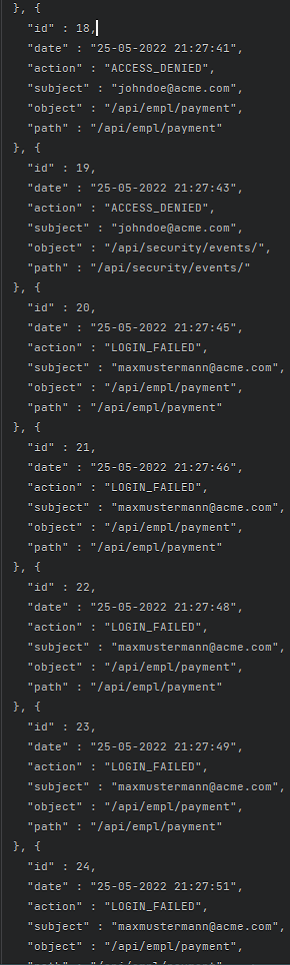 }, {
"id" : 18,
"date" : "25-05-2022 21:27:41",
"action" : "ACCESS_DENIED",
"subject" : "johndoe@acme.com",
"object" : "/api/empl/payment",
"path" : "/api/empl/payment"
}, {
"id" : 19,
"date" : "25-05-2022 21:27:43",
"action" : "ACCESS_DENIED",
"subject" : "johndoe@acme.com",
"object" : "/api/security/events/",
"path" : "/api/security/events/"
}, {
"id" : 20,
"date" : "25-05-2022 21:27:45",
"action" : "LOGIN_FAILED",
"subject" : "maxmustermann@acme.com",
"object" : "/api/empl/payment",
"path" : "/api/empl/payment"
}, {
"id" : 21,
"date" : "25-05-2022 21:27:46",
"action" : "LOGIN_FAILED",
"subject" : "maxmustermann@acme.com",
"object" : "/api/empl/payment",
"path" : "/api/empl/payment"
}, {
"id" : 22,
"date" : "25-05-2022 21:27:48",
"action" : "LOGIN_FAILED",
"subject" : "maxmustermann@acme.com",
"object" : "/api/empl/payment",
"path" : "/api/empl/payment"
}, {
"id" : 23,
"date" : "25-05-2022 21:27:49",
"action" : "LOGIN_FAILED",
"subject" : "maxmustermann@acme.com",
"object" : "/api/empl/payment",
"path" : "/api/empl/payment"
}, {
"id" : 24,
"date" : "25-05-2022 21:27:51",
"action" : "LOGIN_FAILED",
"subject" : "maxmustermann@acme.com",
"object" : "/api/empl/payment",